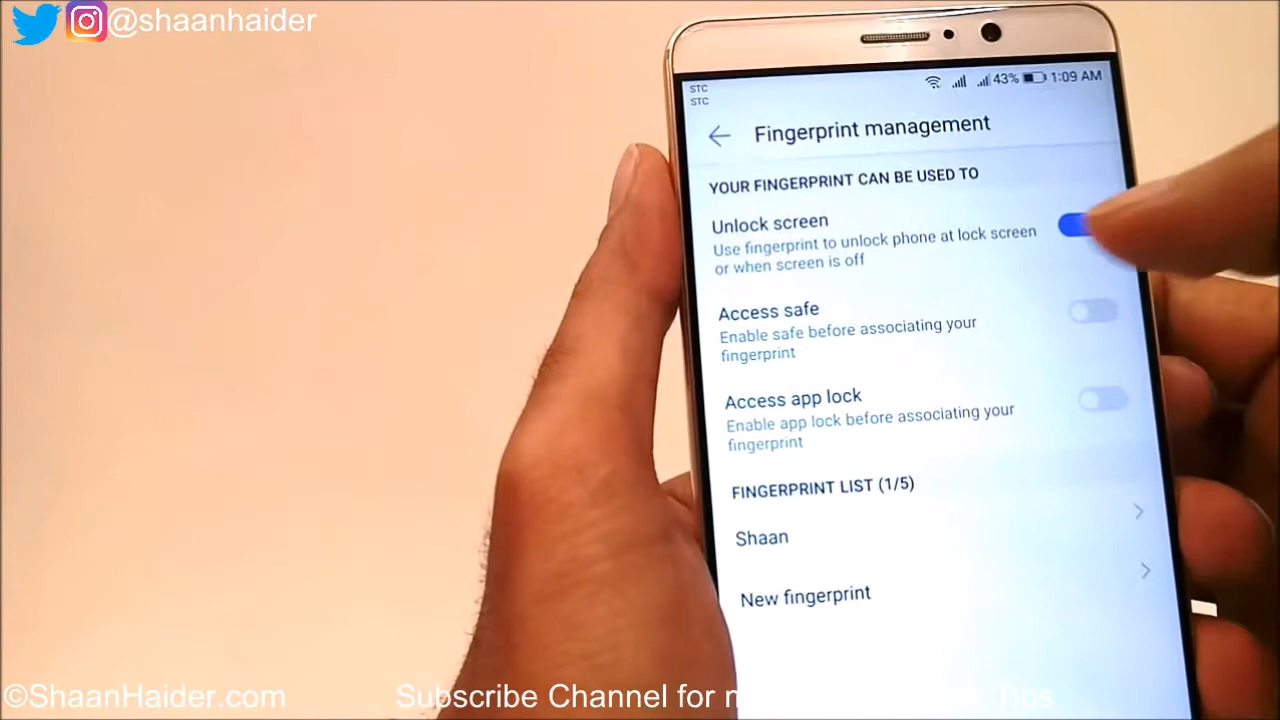 @shaanhaider
STC
STC
43% 1:09 AM
Fingerprint management
YOUR FINGERPRINT CAN BE USED TO
Unlock screen
Use fingerprint to unlock phone at lock screen
or when screen is off
Access safe
Enable safe before associating your
fingerprint
Access app lock
Enable app lock before associating your
fingerprint
FINGERPRINT LIST (1/5)
Shaan
New fingerprint
©ShaanHaider.com
Subscribe Channel for Tips